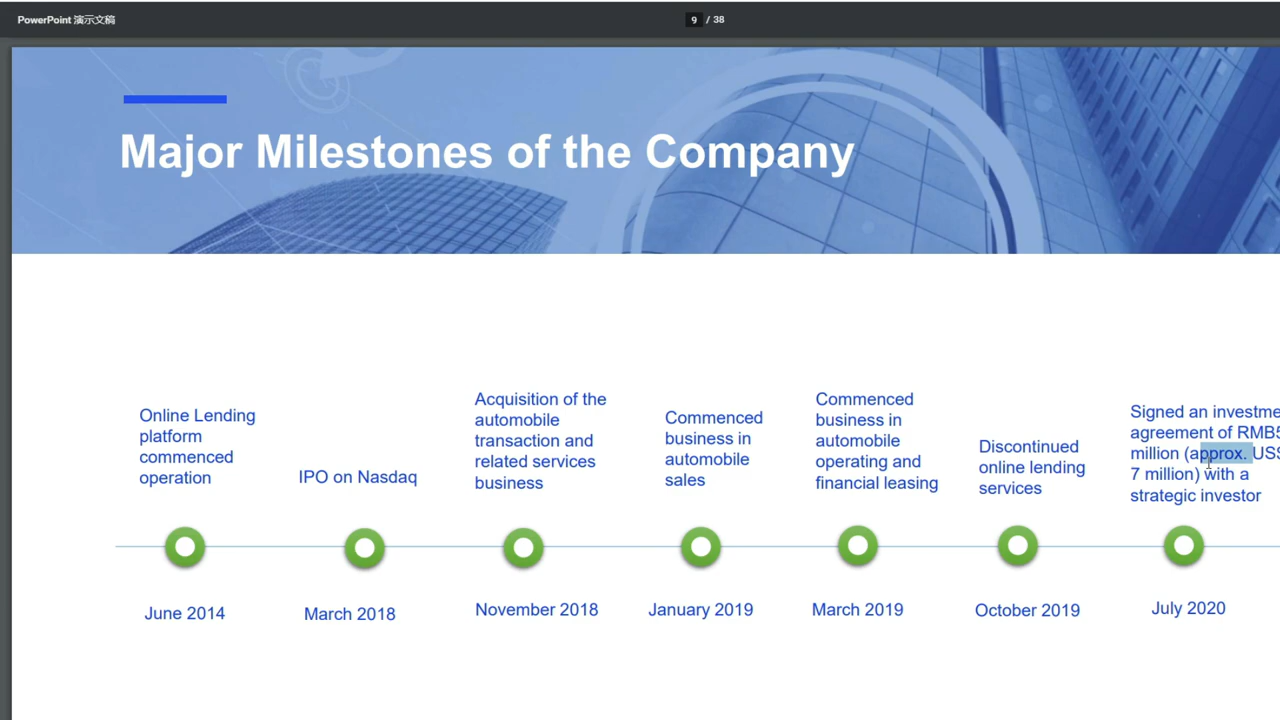 PowerPoint 演示文稿
9 / 38
Major Milestones of the Company
Online Lending
platform
commenced
operation
June 2014
IPO on Nasdaq
March 2018
Acquisition of the
automobile
transaction and
related services
business
November 2018
Commenced
business in
automobile
sales
January 2019
Commenced
business in
automobile
operating and
financial leasing
March 2019
Discontinued
online lending
services
October 2019
Signed an investme
agreement of RMB5
million (approx. US$
7 million) with a
strategic investor
July 2020